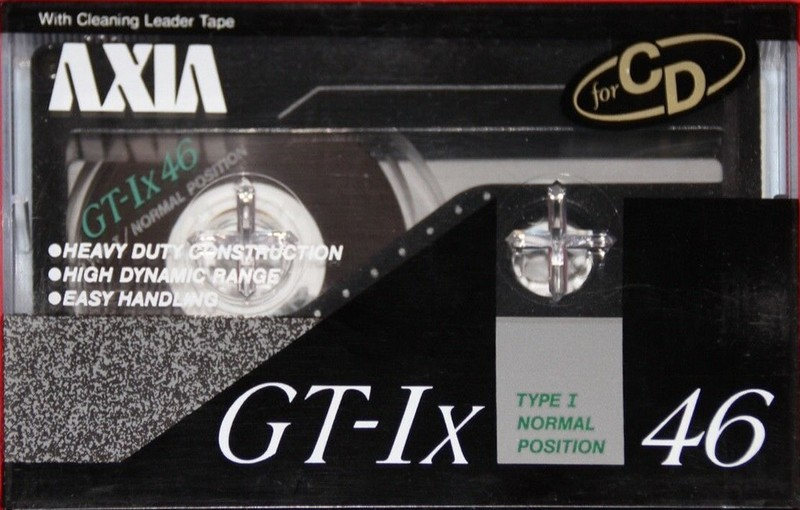 With Cleaning Leader Tape
AXIA
for CD
GT-Ix 46
/ NORMAL POSITION
●HEAVY DUTY CONSTRUCTION
●HIGH DYNAMIC RANGE
●EASY HANDLING
GT-Ix
TYPE I
NORMAL
POSITION
46